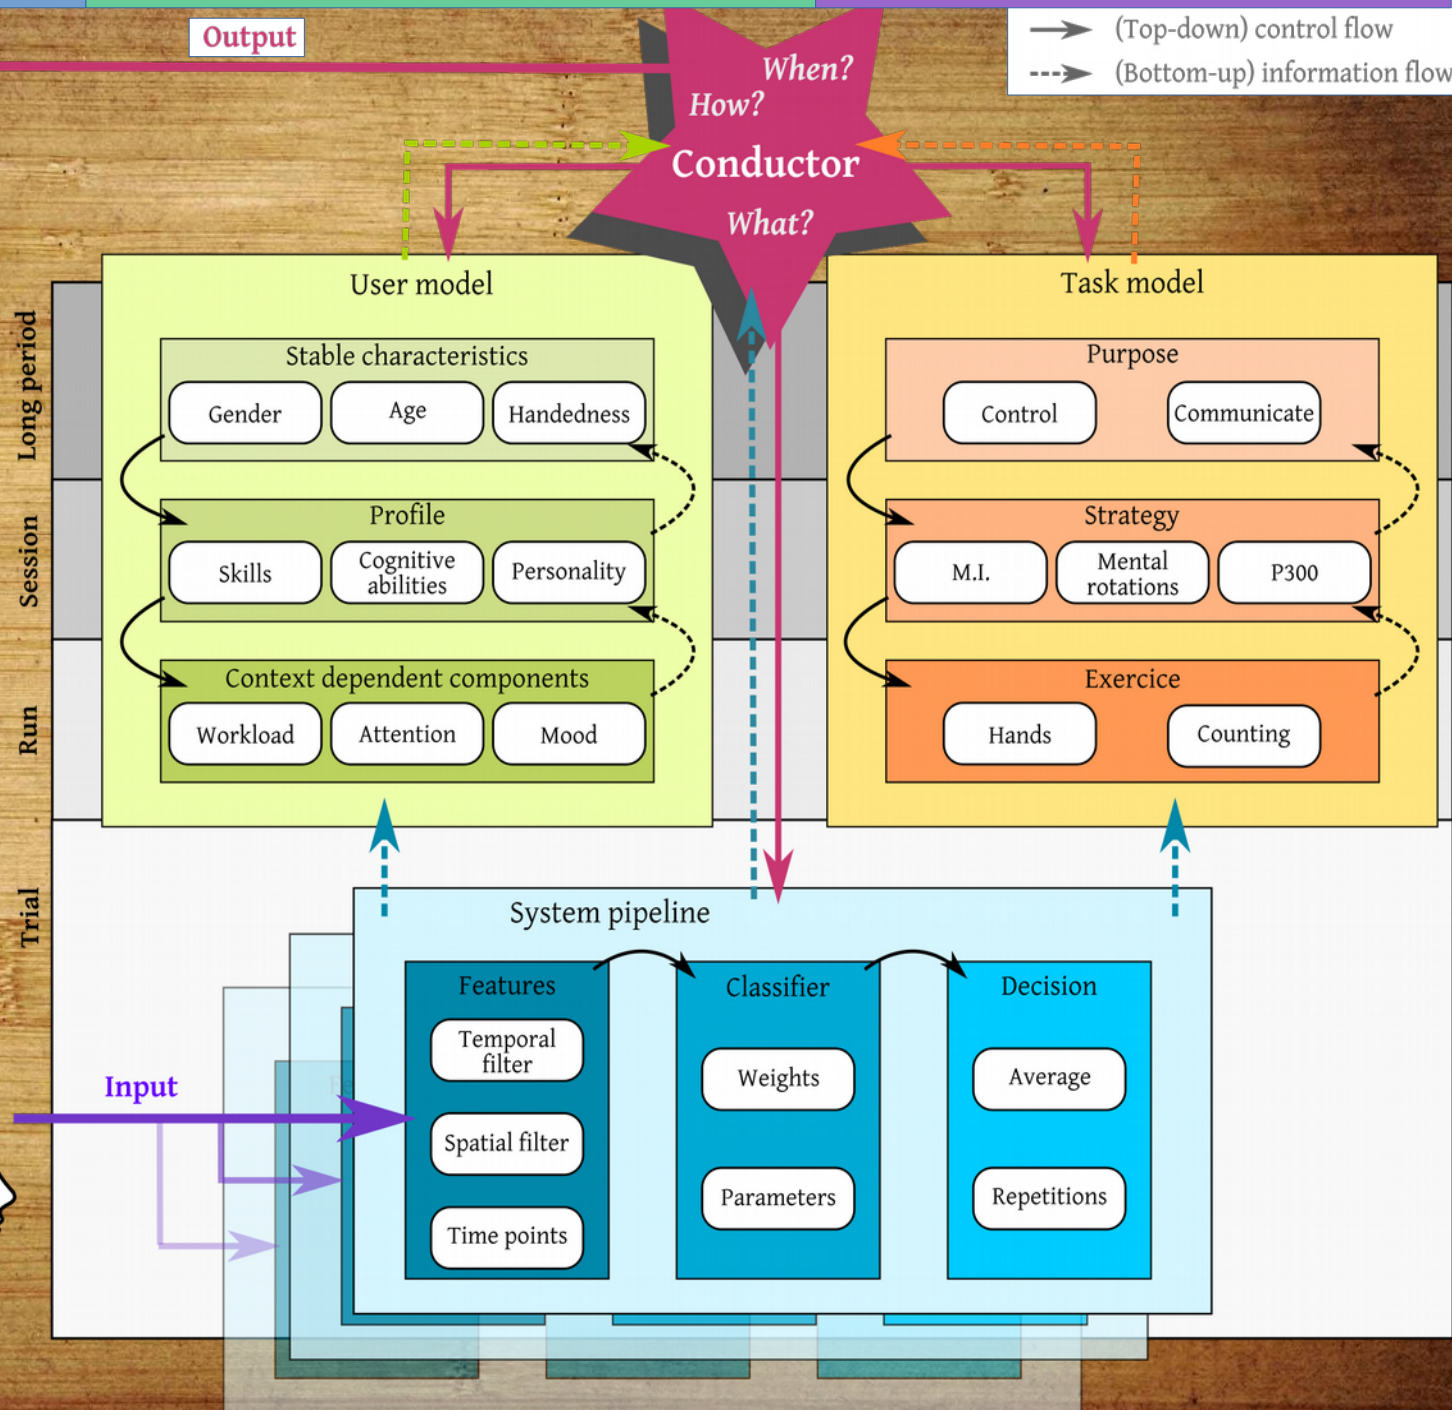 Output
(Top-down) control flow
(Bottom-up) information flow
When?
How?
Conductor
What?
Long period
Session
Run
Trial
User model
Stable characteristics
Gender
Age
Handedness
Profile
Skills
Cognitive
abilities
Personality
Context dependent components
Workload
Attention
Mood
Task model
Purpose
Control
Communicate
Strategy
M.I.
Mental
rotations
P300
Exercice
Hands
Counting
System pipeline
Features
Temporal
filter
Spatial filter
Time points
Classifier
Weights
Parameters
Decision
Average
Repetitions
Input